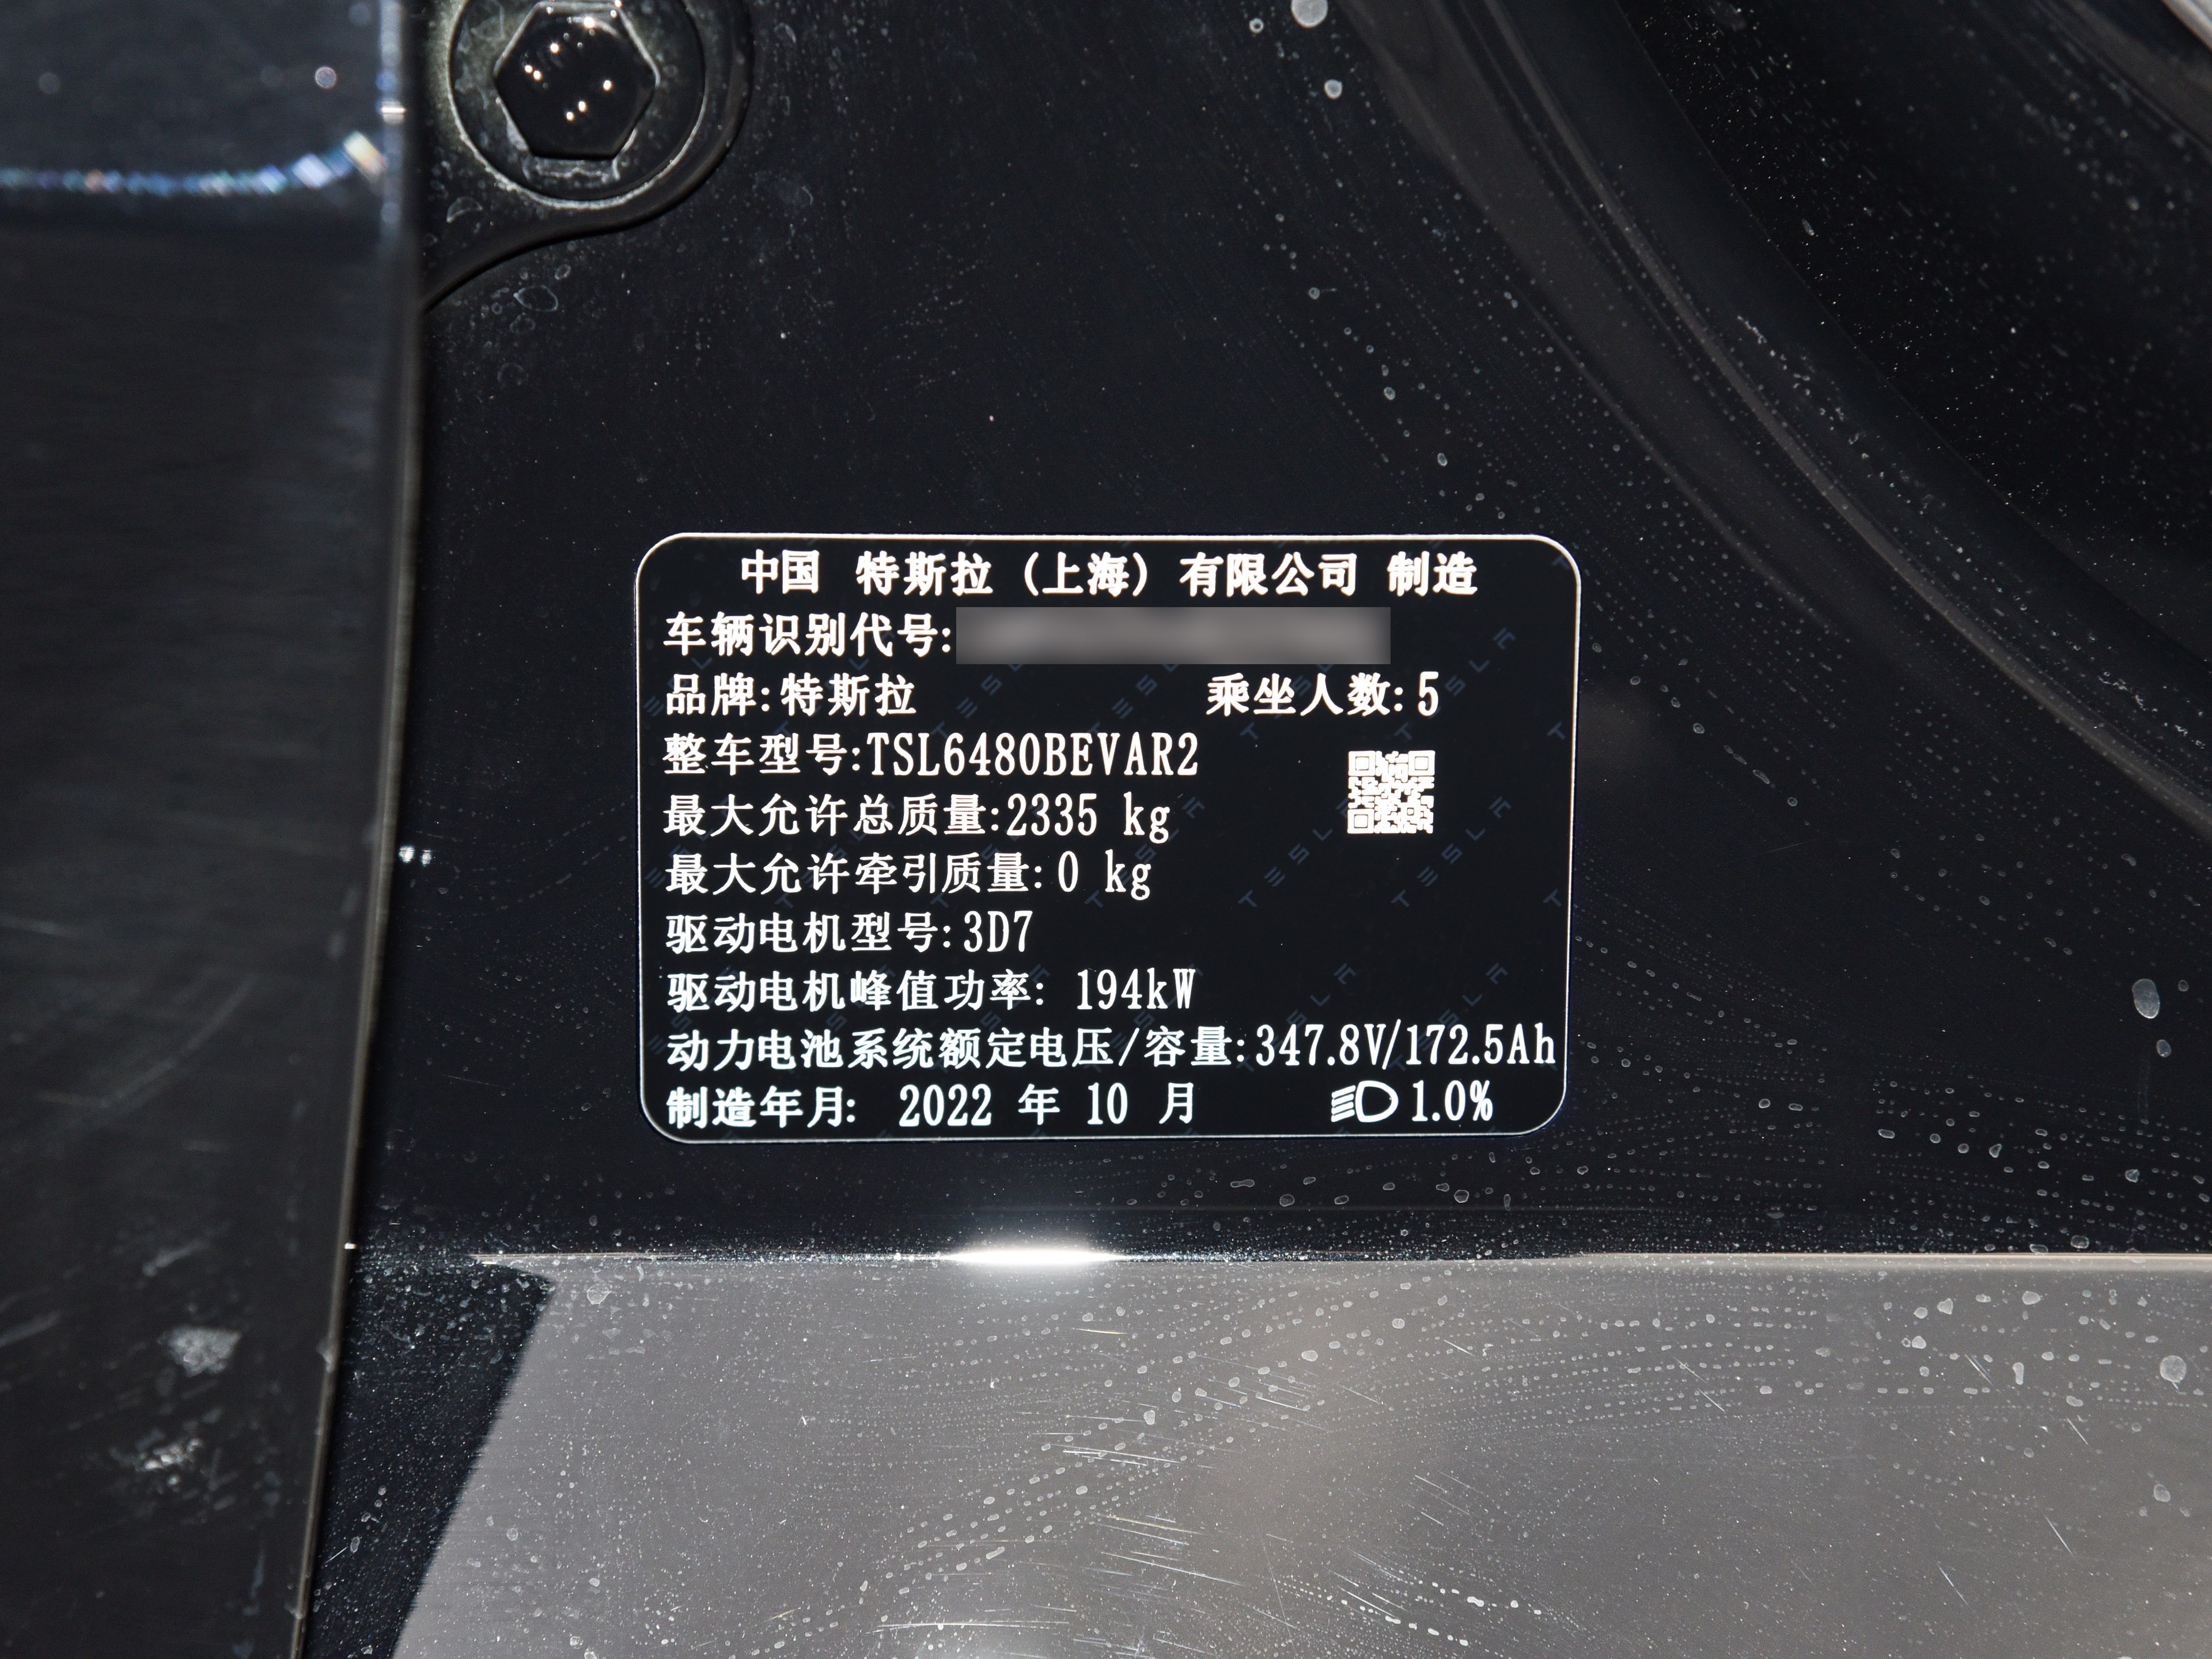 中国 特斯拉（上海）有限公司 制造
车辆识别代号:
品牌:特斯拉 乘坐人数:5
整车型号:TSL6480BEVAR2
最大允许总质量:2335 kg
最大允许牵引质量:0 kg
驱动电机型号:3D7
驱动电机峰值功率: 194kW
动力电池系统额定电压/容量:347.8V/172.5Ah
制造年月: 2022 年 10 月 1.0%